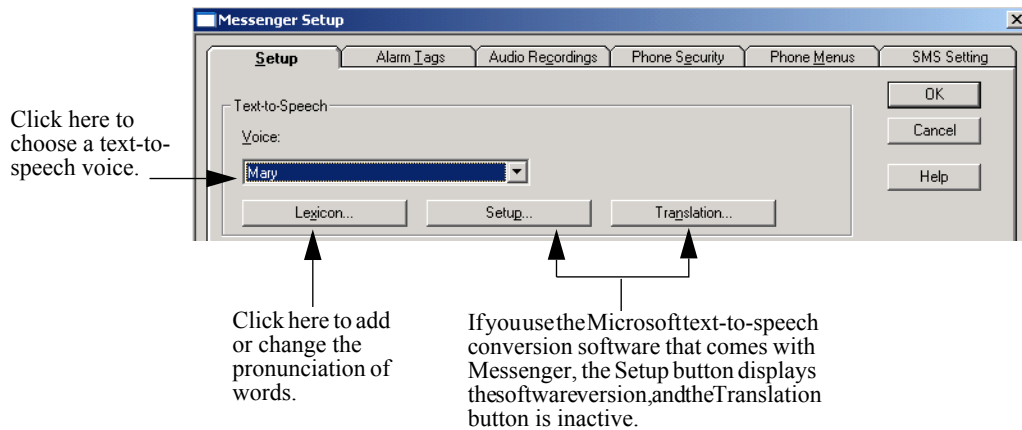 Messenger Setup
Setup
Alarm Tags
Audio Recordings
Phone Security
Phone Menus
SMS Setting
Text-to-Speech
Voice:
Mary
Lexicon...
Setup...
Translation...
OK
Cancel
Help
Click here to
choose a text-to-
speech voice.
Click here to add
or change the
pronunciation of
words.
If you use the Microsoft text-to-speech
conversion software that comes with
Messenger, the Setup button displays
the software version, and the Translation
button is inactive.